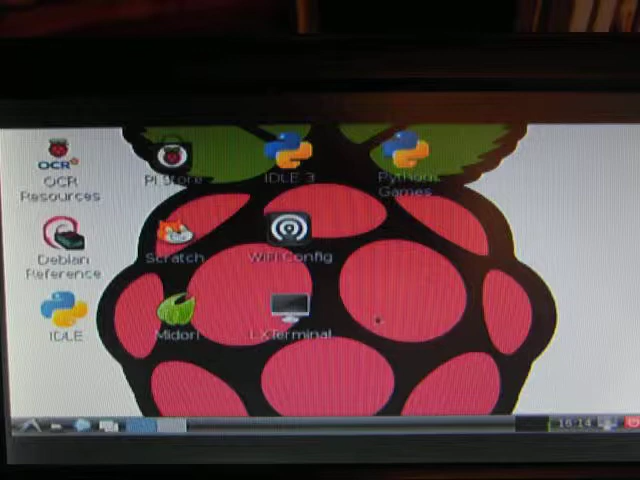 OCR
OCR
Resources
Pi Store
IDLE 3
Python
Games
Debian
Reference
Scratch
WiFi Config
IDLE
Midori
LXTerminal
16:14